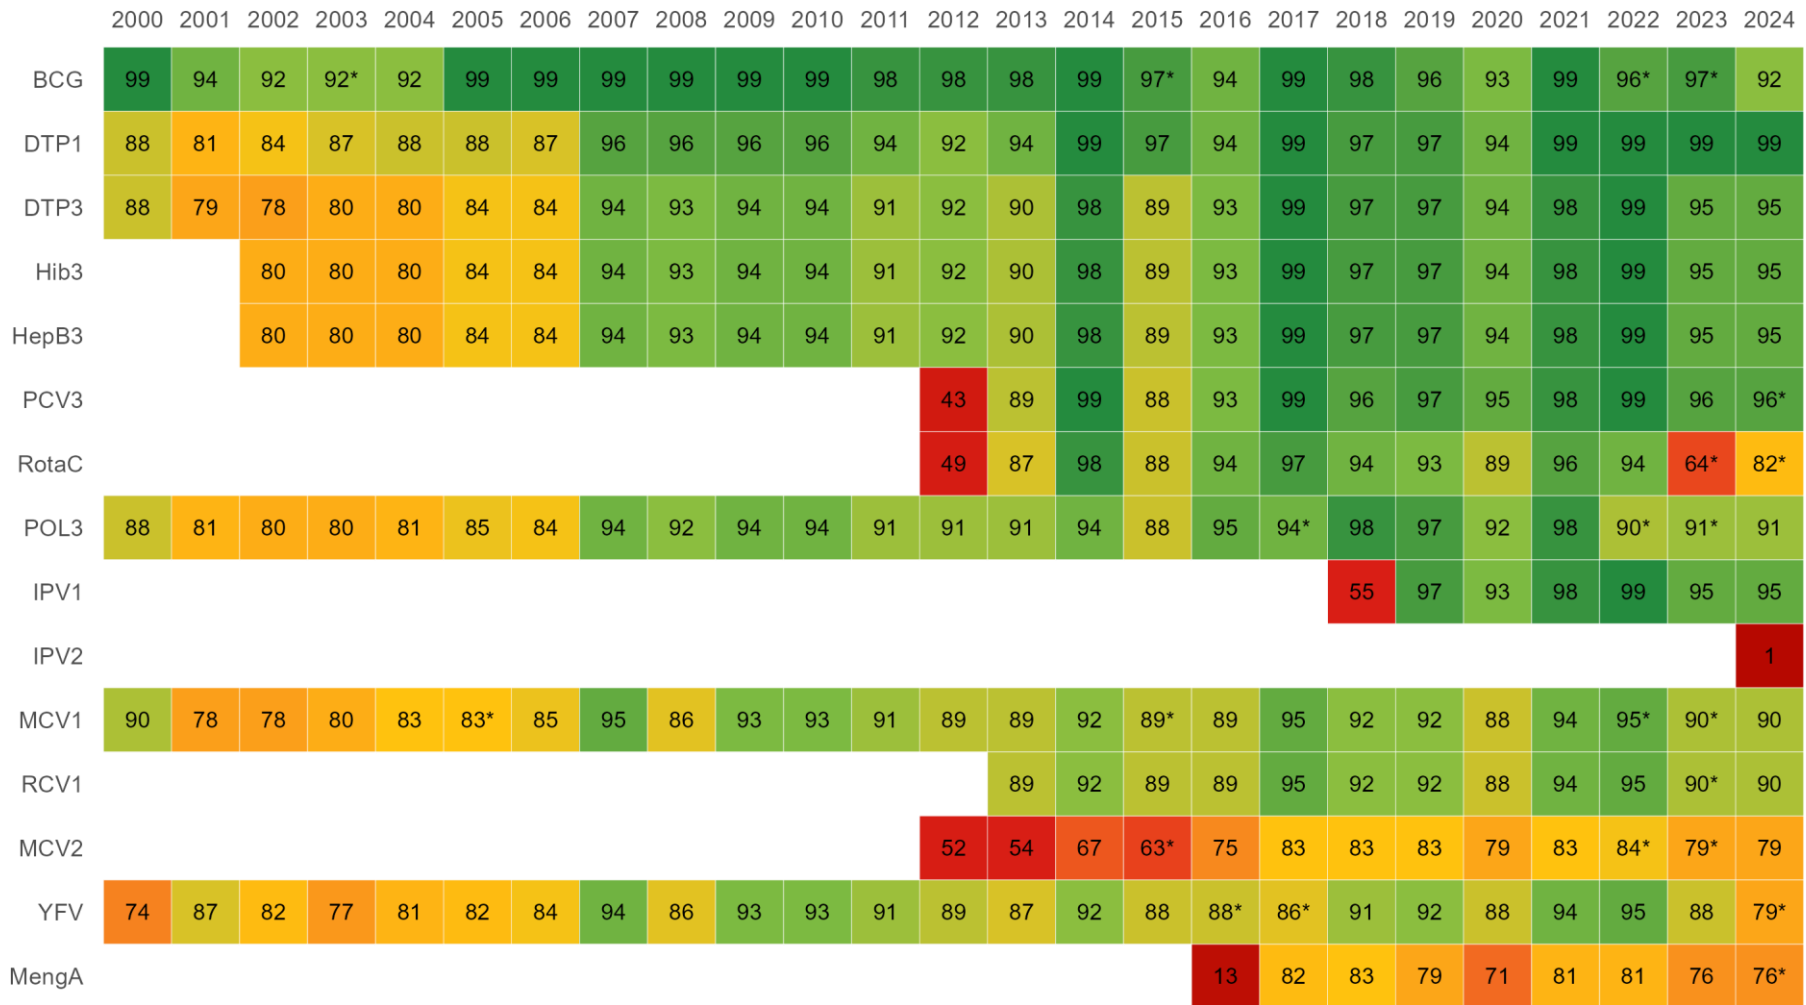 2000 2001 2002 2003 2004 2005 2006 2007 2008 2009 2010 2012 2013 2014 2015 2016 2017 2018 2019 2020 2021 2022 2023 2024
BCG 99 94 92 92* 92 99 99 99 99 99 99 98 98 98 99 97* 94 99 98 96 93 99 96* 97* 92
DTP1 88 81 84 87 88 88 87 96 96 96 96 94 92 94 99 97 94 99 97 97 94 99 99 99 99
DTP3 88 79 78 80 80 84 84 94 93 94 94 91 92 90 98 89 93 99 97 97 94 98 99 95 95
Hib3 80 80 80 84 84 94 93 94 94 91 92 90 98 89 93 99 97 97 94 98 99 95 95
HepB3 80 80 80 84 84 94 93 94 94 91 92 90 98 89 93 99 97 97 94 98 99 95 95
PCV3 43 89 99 88 93 99 96 97 95 98 99 96 96*
RotaC 49 87 98 88 94 97 94 93 89 96 94 64* 82*
POL3 88 81 80 80 81 85 84 94 92 94 94 91 91 91 94 88 95 94* 98 97 92 98 90* 91* 91
IPV1 55 97 93 98 99 95 95
IPV2 1
MCV1 90 78 78 80 83 83* 85 95 86 93 93 91 89 89 92 89* 89 95 92 92 88 94 95* 90* 90
RCV1 89 92 89 89 95 92 92 88 94 95 90* 90
MCV2 52 54 67 63* 75 83 83 83 79 83 84* 79* 79
YFV 74 87 82 77 81 82 84 94 86 93 93 91 89 87 92 88 88* 86* 91 92 88 94 95 88 79*
MengA 13 82 83 79 71 81 81 76 76*